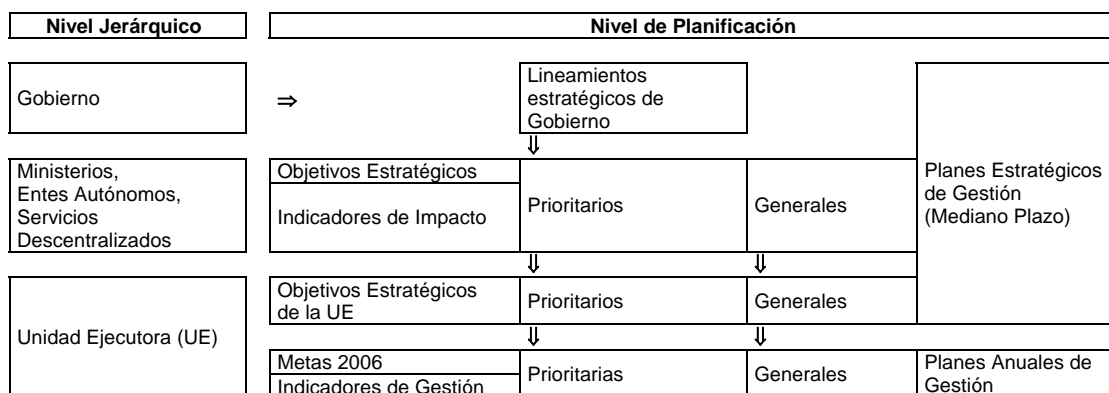 Nivel Jerárquico
Nivel de Planificación
Gobierno
⇒
Lineamientos
estratégicos de
Gobierno
⇓
Ministerios,
Entes Autónomos,
Servicios
Descentralizados
Objetivos Estratégicos
Indicadores de Impacto
Prioritarios
Generales
Planes Estratégicos
de Gestión
(Mediano Plazo)
⇓ ⇓
Unidad Ejecutora (UE)
Objetivos Estratégicos
de la UE
Prioritarios
Generales
⇓ ⇓
Metas 2006
Indicadores de Gestión
Prioritarias
Generales
Planes Anuales de
Gestión